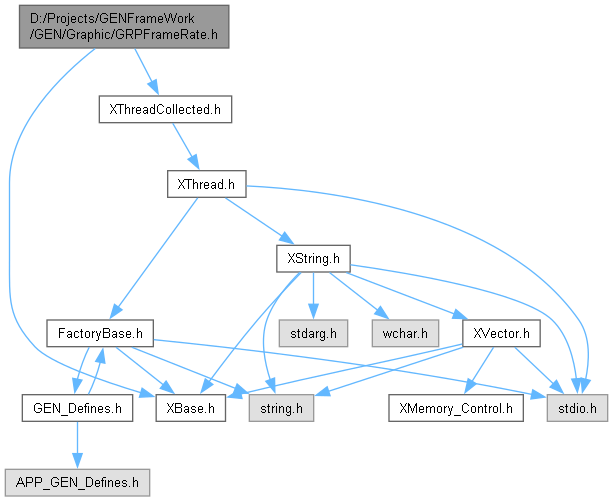 D:/Projects/GENFrameWork
/GEN/Graphic/GRPFrameRate.h
XThreadCollected.h
XThread.h
XString.h
stdarg.h
wchar.h
FactoryBase.h
XVector.h
GEN_Defines.h
XBase.h
string.h
XMemory_Control.h
stdio.h
APP_GEN_Defines.h